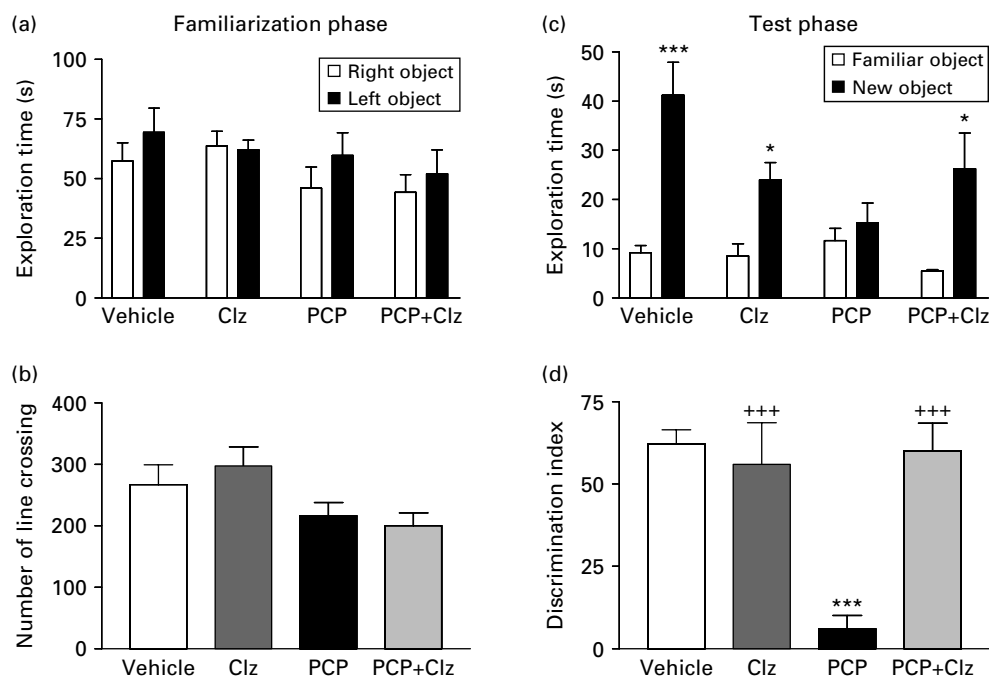 (a)
Familiarization phase
Exploration time (s)
100
75
50
25
0
Right object
Left object
Vehicle Clz PCP PCP+Clz
(c)
Test phase
Exploration time (s)
50
40
30
20
10
0
Familiar object
New object
***
*
*
Vehicle Clz PCP PCP+Clz
(b)
Number of line crossing
400
300
200
100
0
Vehicle Clz PCP PCP+Clz
(d)
Discrimination index
75
50
25
0
+++
***
+++
Vehicle Clz PCP PCP+Clz